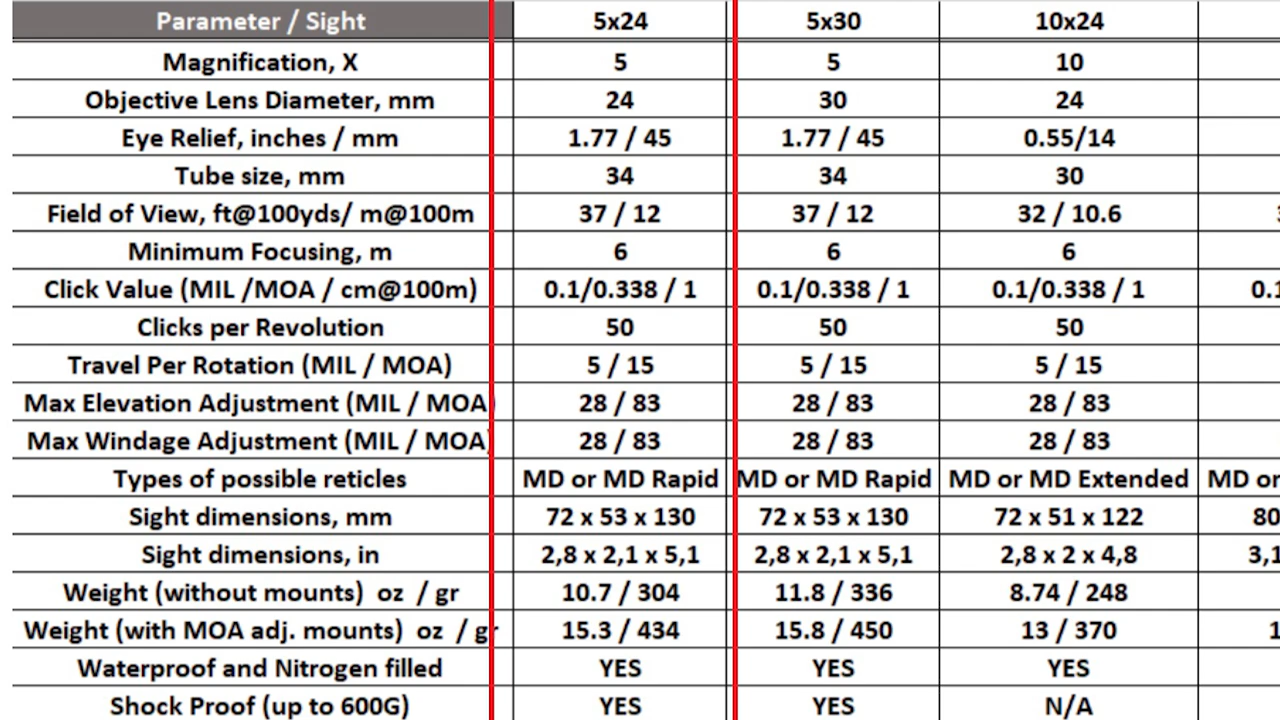 Parameter / Sight 5x24 5x30 10x24
Magnification, X 5 5 10
Objective Lens Diameter, mm 24 30 24
Eye Relief, inches / mm 1.77 / 45 1.77 / 45 0.55/14
Tube size, mm 34 34 30
Field of View, ft@100yds/ m@100m 37 / 12 37 / 12 32 / 10.6
Minimum Focusing, m 6 6 6
Click Value (MIL /MOA / cm@100m) 0.1/0.338 / 1 0.1/0.338 / 1 0.1/0.338 / 1 0.1
Clicks per Revolution 50 50 50
Travel Per Rotation (MIL / MOA) 5 / 15 5 / 15 5 / 15
Max Elevation Adjustment (MIL / MOA) 28 / 83 28 / 83 28 / 83
Max Windage Adjustment (MIL / MOA) 28 / 83 28 / 83 28 / 83
Types of possible reticles MD or MD Rapid MD or MD Rapid MD or MD Extended MD or
Sight dimensions, mm 72 x 53 x 130 72 x 53 x 130 72 x 51 x 122 80
Sight dimensions, in 2,8 x 2,1 x 5,1 2,8 x 2,1 x 5,1 2,8 x 2 x 4,8 3,1
Weight (without mounts) oz / gr 10.7 / 304 11.8 / 336 8.74 / 248
Weight (with MOA adj. mounts) oz / gr 15.3 / 434 15.8 / 450 13 / 370 1
Waterproof and Nitrogen filled YES YES YES
Shock Proof (up to 600G) YES YES N/A